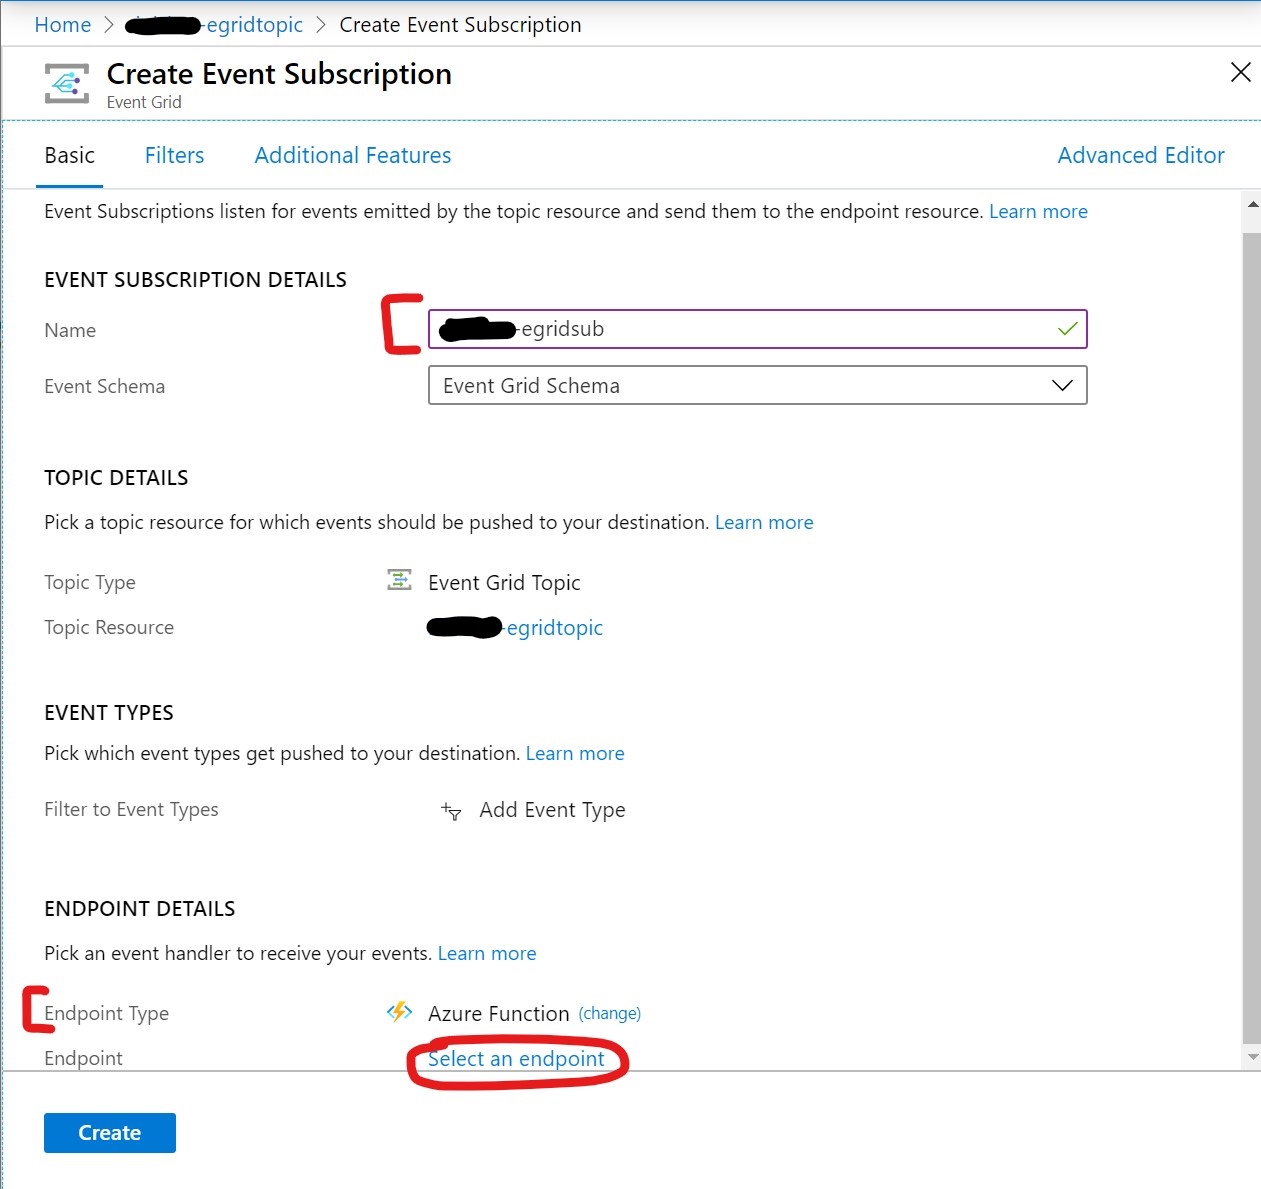 Home > -egridtopic > Create Event Subscription
Create Event Subscription
Event Grid
Basic Filters Additional Features Advanced Editor
Event Subscriptions listen for events emitted by the topic resource and send them to the endpoint resource. Learn more
EVENT SUBSCRIPTION DETAILS
Name -egridsub
Event Schema Event Grid Schema
TOPIC DETAILS
Pick a topic resource for which events should be pushed to your destination. Learn more
Topic Type Event Grid Topic
Topic Resource -egridtopic
EVENT TYPES
Pick which event types get pushed to your destination. Learn more
Filter to Event Types Add Event Type
ENDPOINT DETAILS
Pick an event handler to receive your events. Learn more
Endpoint Type Azure Function (change)
Endpoint Select an endpoint
Create